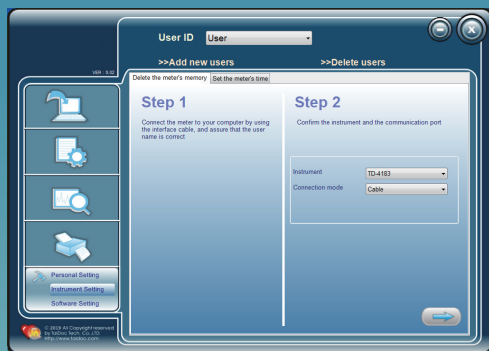 User ID User
>>Add new users >>Delete users
VER : 5.02
Delete the meter's memory Set the meter's time
Step 1
Connect the meter to your computer by using
the interface cable, and assure that the user
name is correct
Step 2
Confirm the instrument and the communication port
Instrument TD-4183
Connection mode Cable
Personal Setting
Instrument Setting
Software Setting
© 2019 All Copyright reserved
by TaiDoc Tech. Co.,LTD.
http://www.taidoc.com